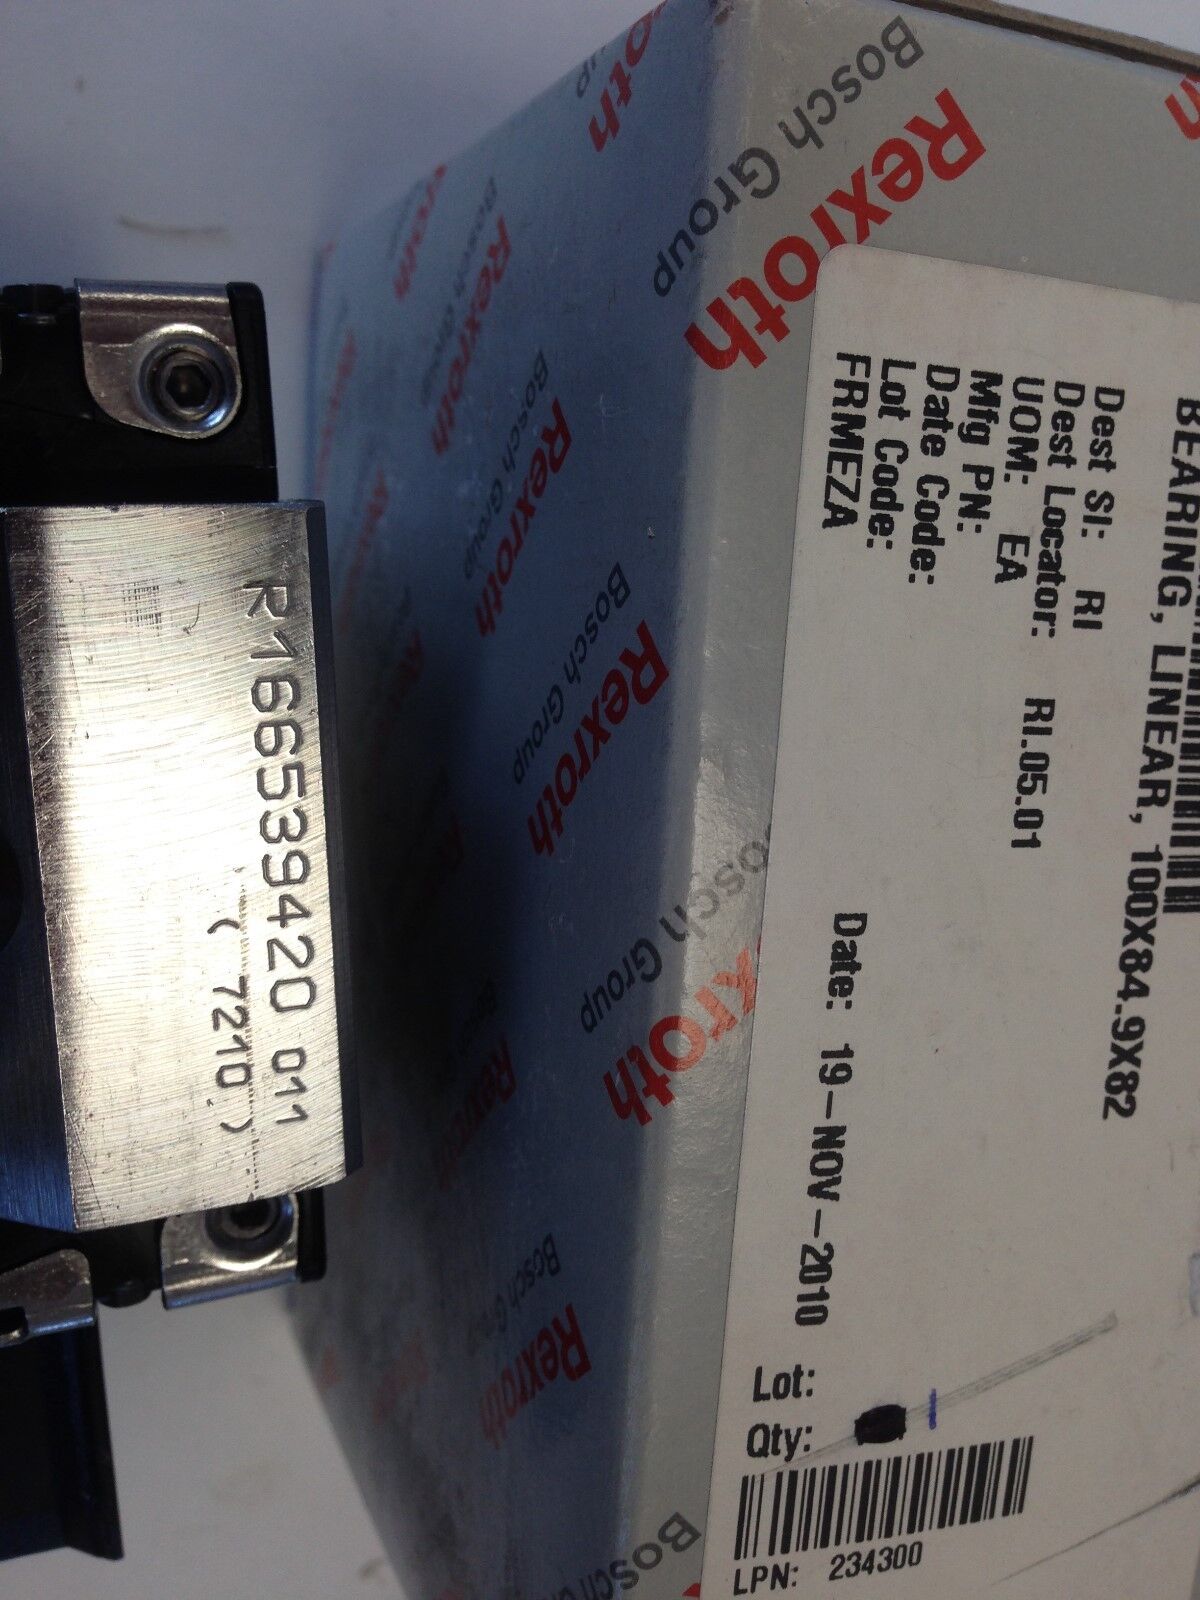 R166539420 011
( 7210 )
Rexroth
Bosch Group
Rexroth
Bosch Group
Rexroth
Bosch Group
Rexroth
Bosch Group
Rexroth
Bosch Group
Rexroth
BEARING, LINEAR, 100X84.9X82
Dest SI: RI
Dest Locator: RI.05.01
UOM: EA
Mfg PN:
Date Code:
Lot Code:
FRMEZA
Date: 19-NOV-2010
Lot:
Qty:
LPN: 234300